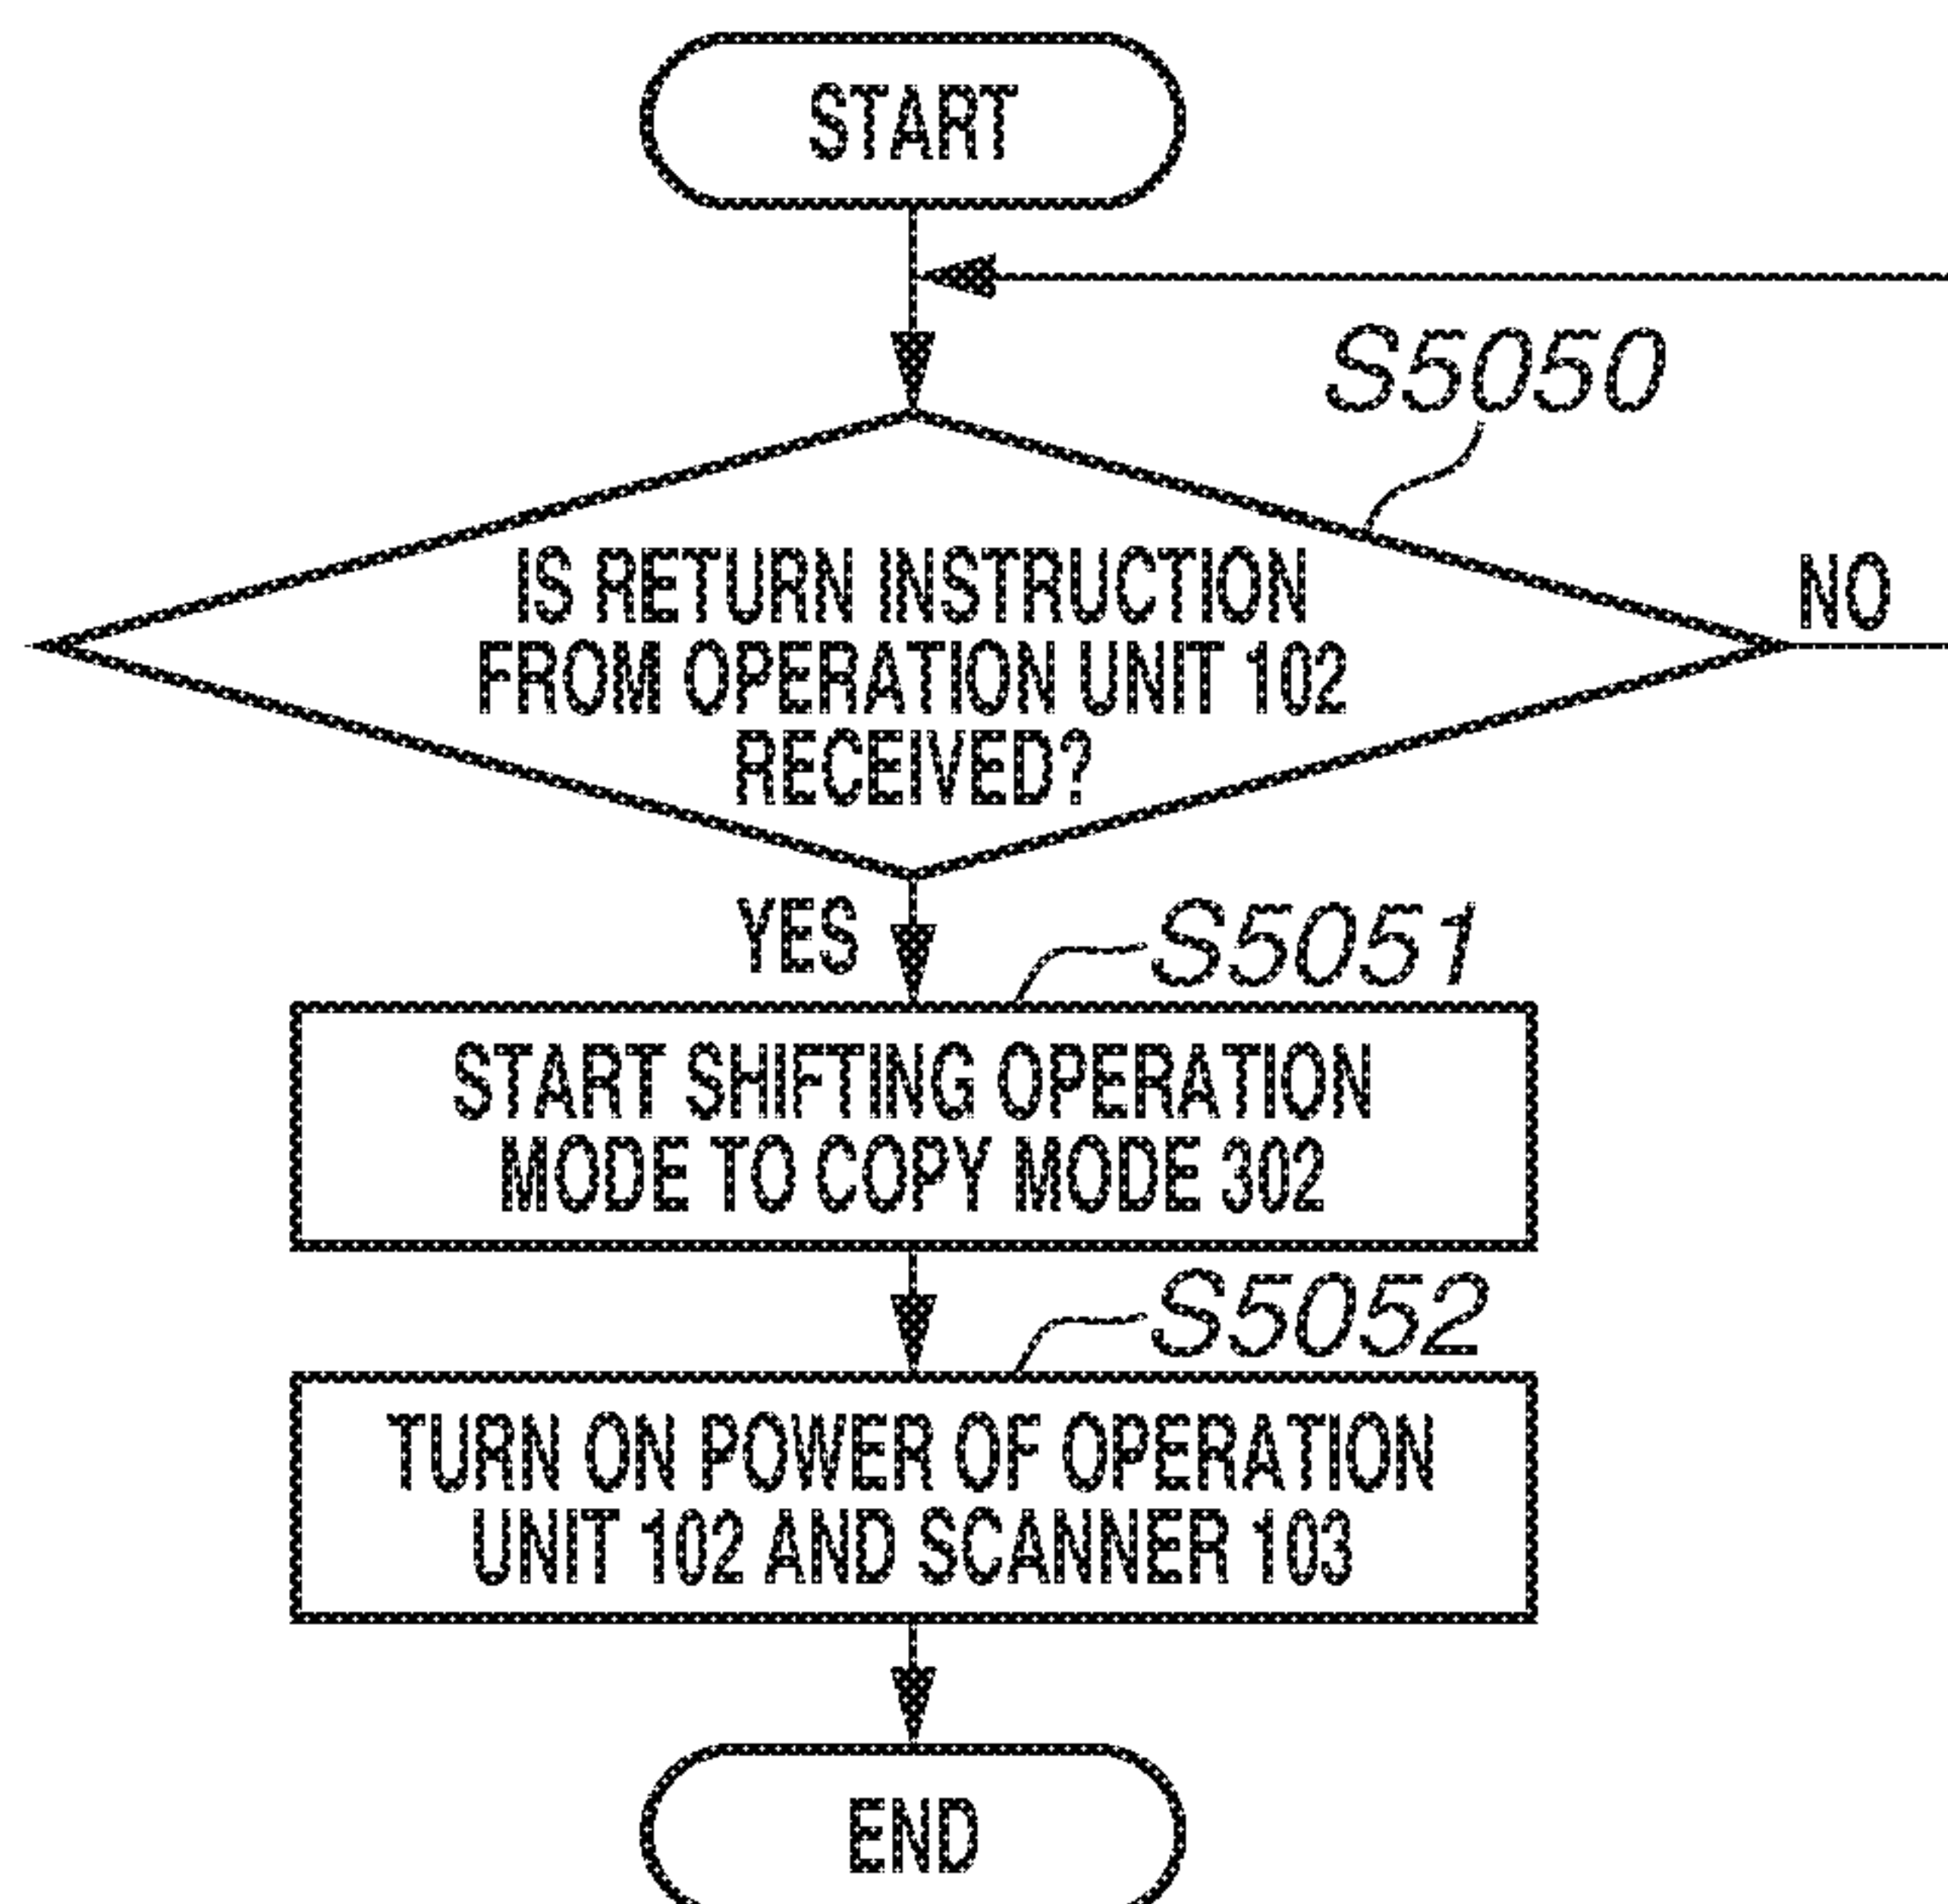 START
S5050
IS RETURN INSTRUCTION
FROM OPERATION UNIT 102
RECEIVED?
NO
YES
S5051
START SHIFTING OPERATION
MODE TO COPY MODE 302
S5052
TURN ON POWER OF OPERATION
UNIT 102 AND SCANNER 103
END